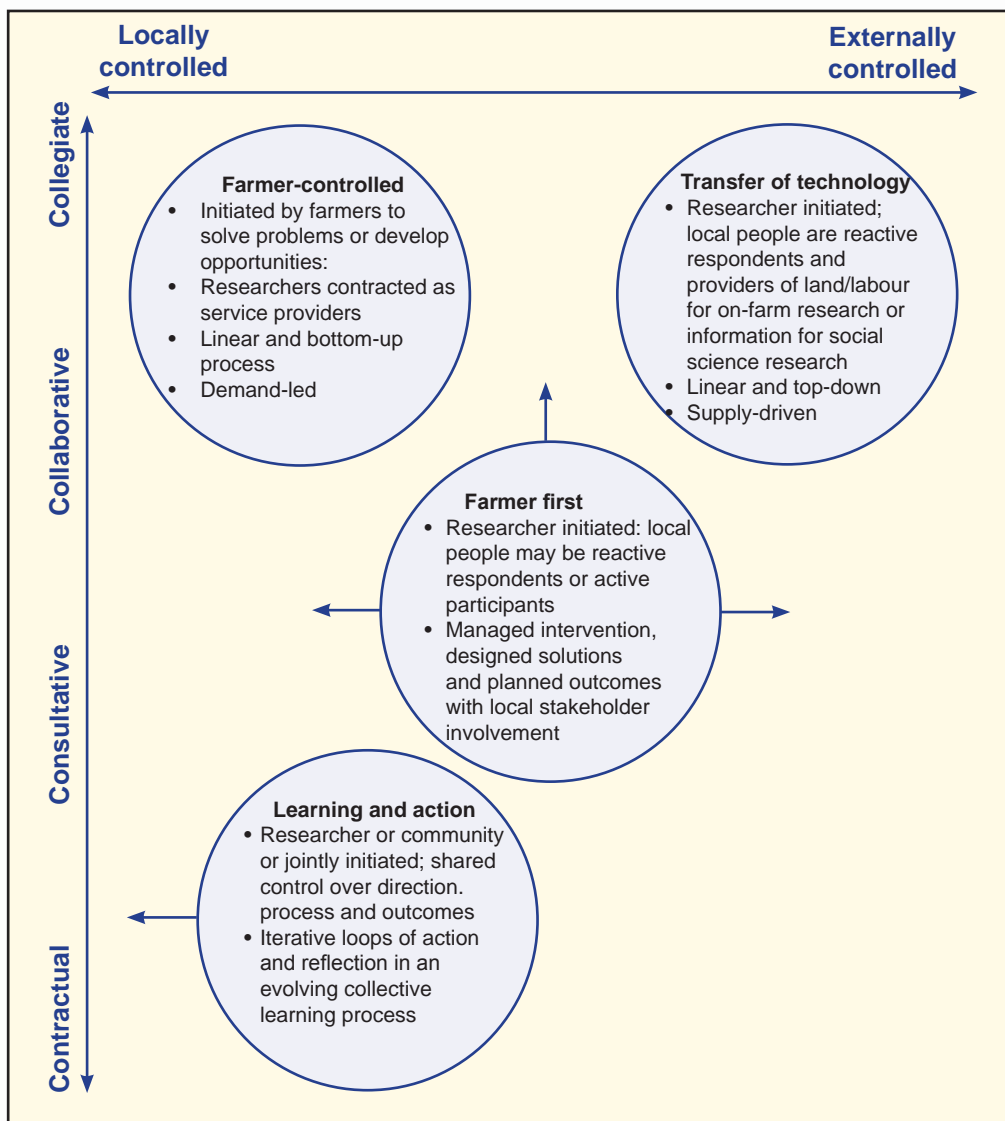 Locally
controlled
Externally
controlled
Collegiate
Collaborative
Consultative
Contractual
Farmer-controlled
• Initiated by farmers to
solve problems or develop
opportunities:
• Researchers contracted as
service providers
• Linear and bottom-up
process
• Demand-led
Transfer of technology
• Researcher initiated;
local people are reactive
respondents and
providers of land/labour
for on-farm research or
information for social
science research
• Linear and top-down
• Supply-driven
Farmer first
• Researcher initiated: local
people may be reactive
respondents or active
participants
• Managed intervention,
designed solutions
and planned outcomes
with local stakeholder
involvement
Learning and action
• Researcher or community
or jointly initiated; shared
control over direction.
process and outcomes
• Iterative loops of action
and reflection in an
evolving collective
learning process